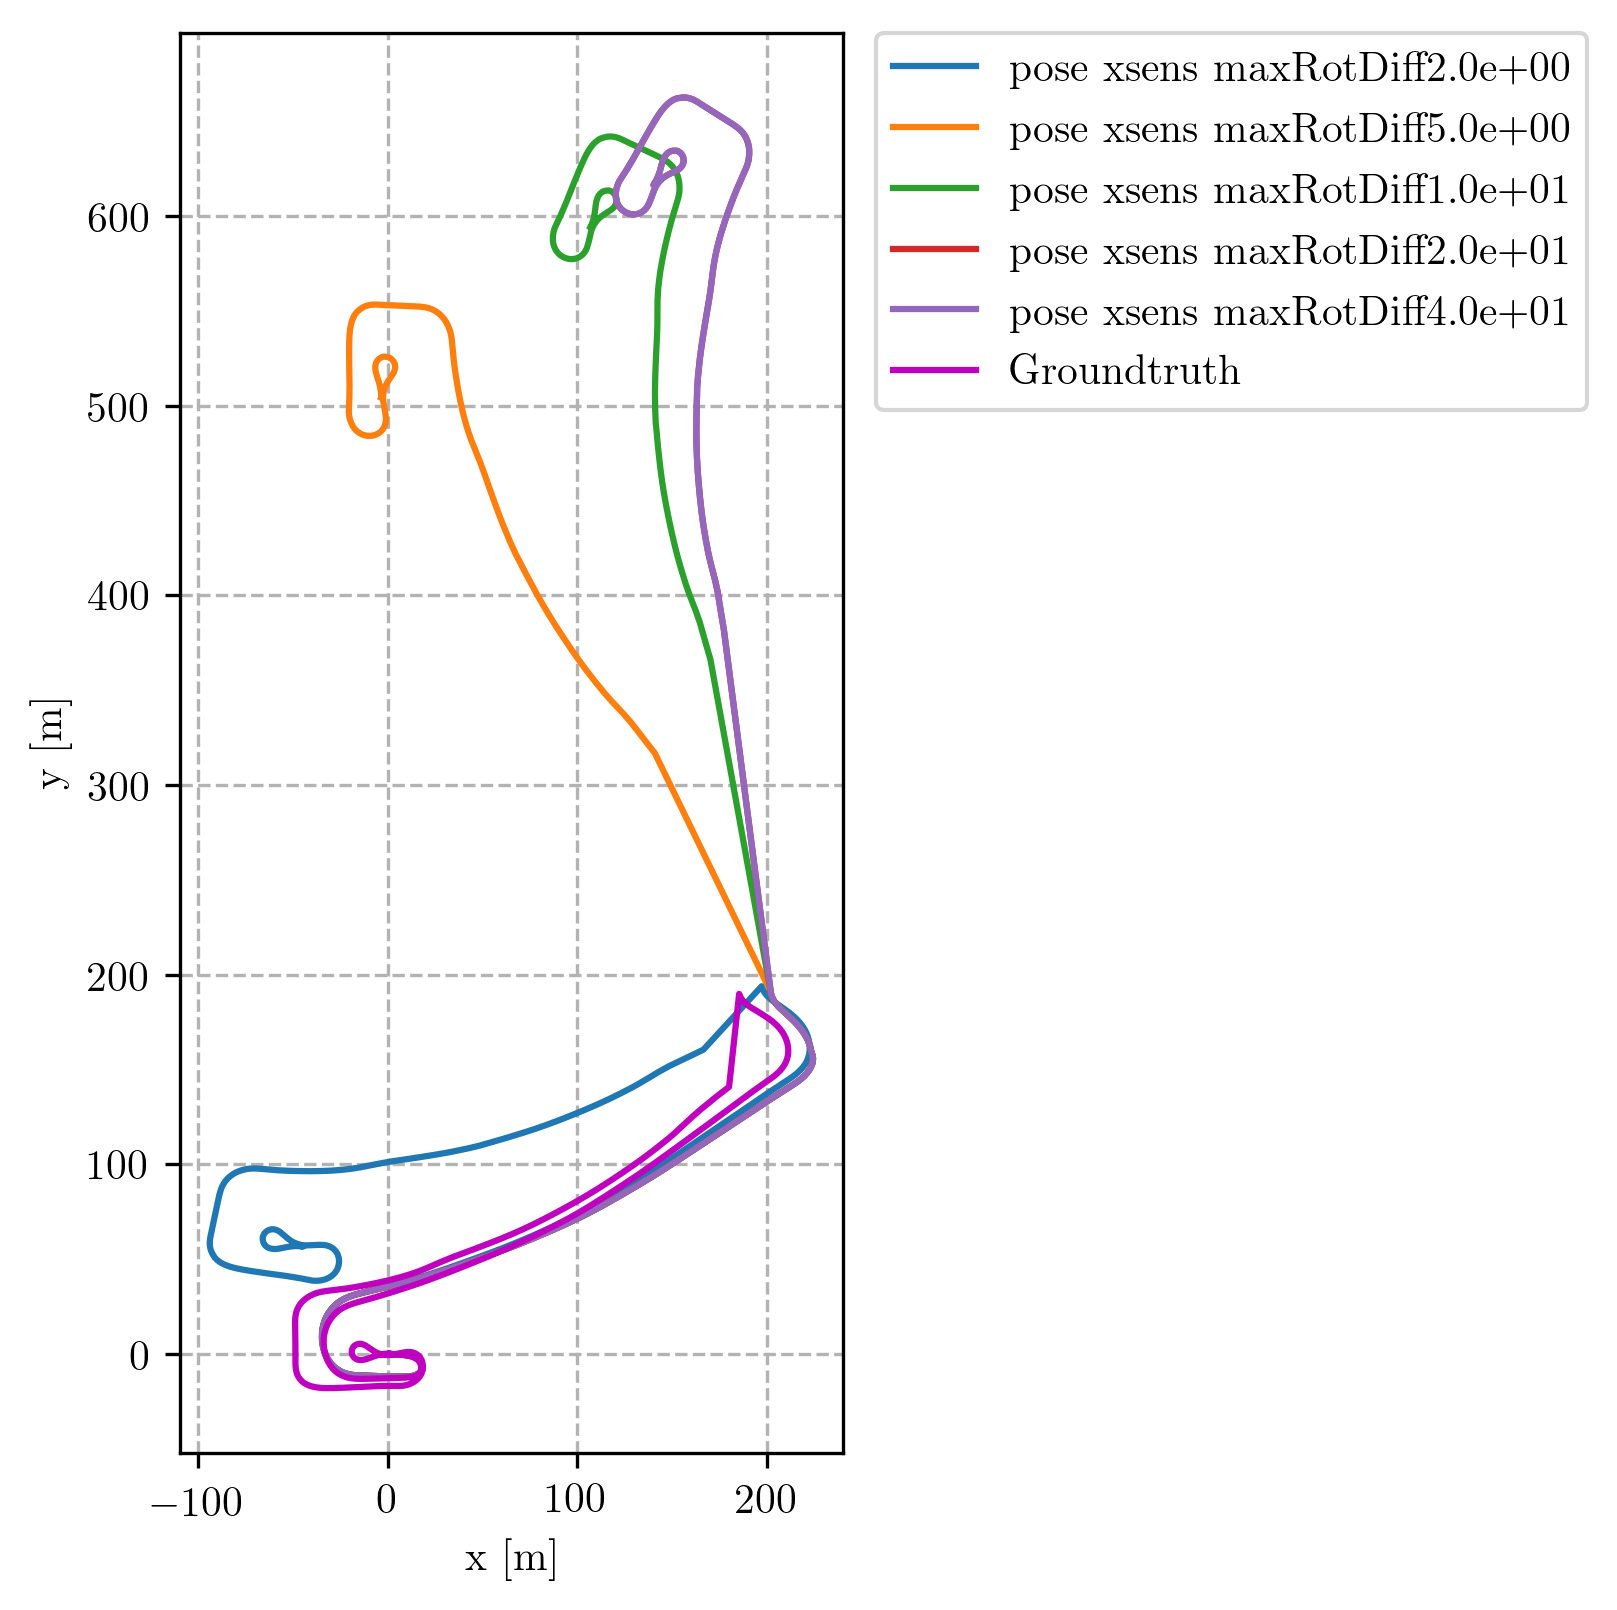 pose xsens maxRotDiff2.0e+00
pose xsens maxRotDiff5.0e+00
pose xsens maxRotDiff1.0e+01
pose xsens maxRotDiff2.0e+01
pose xsens maxRotDiff4.0e+01
Groundtruth
600
500
400
300
200
100
0
y [m]
−100 0 100 200
x [m]